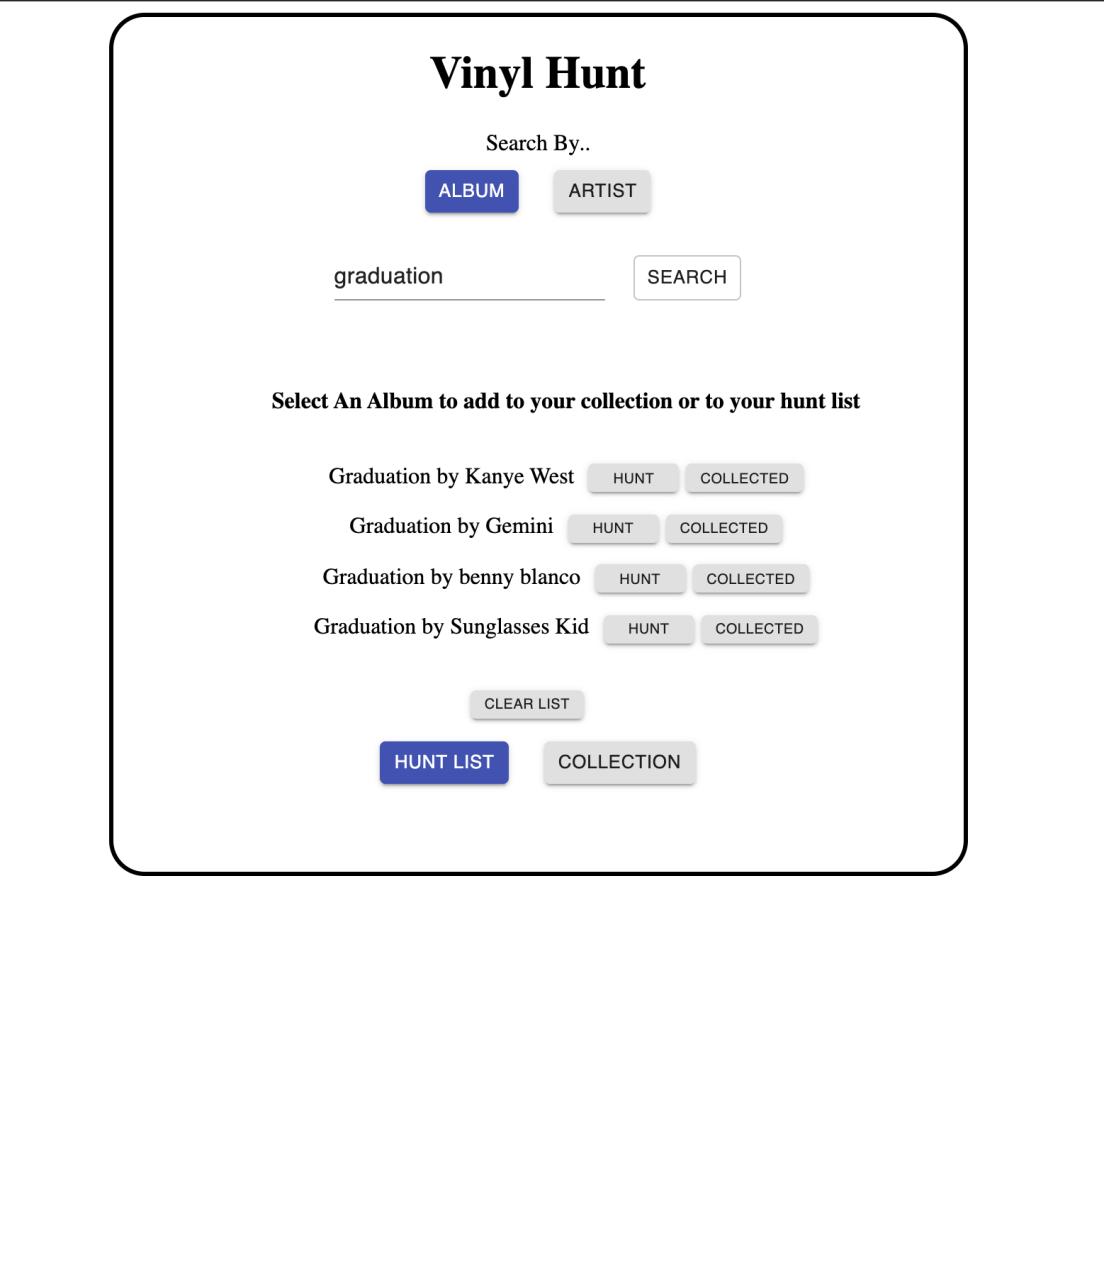 Vinyl Hunt
Search By..
ALBUM ARTIST
graduation SEARCH
Select An Album to add to your collection or to your hunt list
Graduation by Kanye West HUNT COLLECTED
Graduation by Gemini HUNT COLLECTED
Graduation by benny blanco HUNT COLLECTED
Graduation by Sunglasses Kid HUNT COLLECTED
CLEAR LIST
HUNT LIST COLLECTION